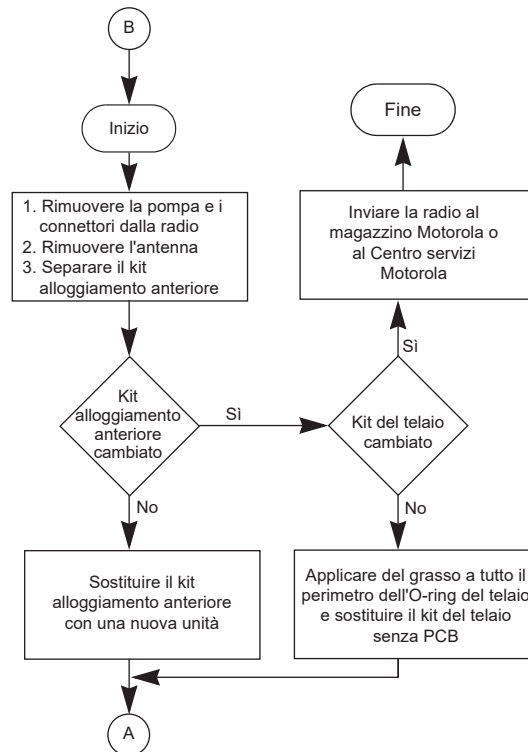 B
Inizio
1. Rimuovere la pompa e i
connettori dalla radio
2. Rimuovere l'antenna
3. Separare il kit
alloggiamento anteriore
Kit
alloggiamento
anteriore
cambiato
Sì
No
Sostituire il kit
alloggiamento anteriore
con una nuova unità
A
Fine
Inviare la radio al
magazzino Motorola o
al Centro servizi
Motorola
Sì
Kit del telaio
cambiato
No
Applicare del grasso a tutto il
perimetro dell'O-ring del telaio
e sostituire il kit del telaio
senza PCB